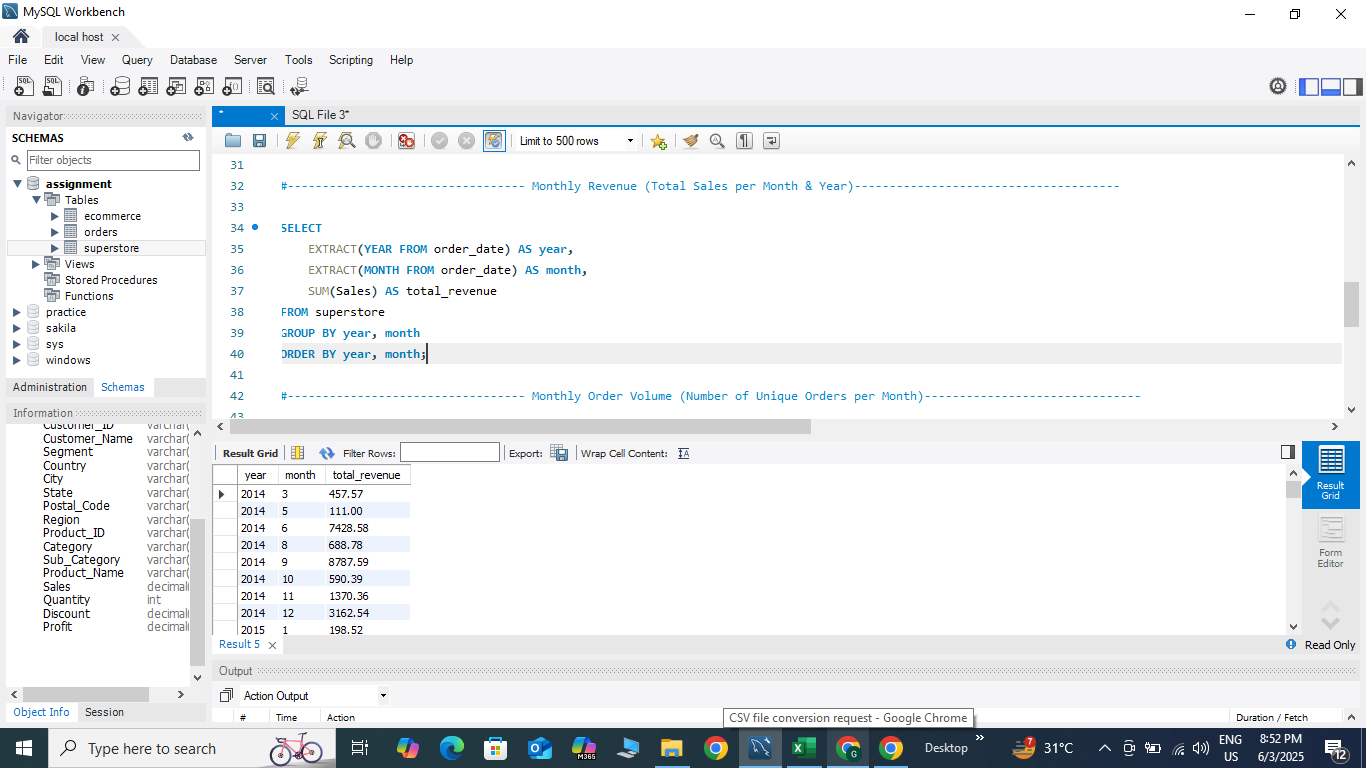 MySQL Workbench
local host
File Edit View Query Database Server Tools Scripting Help
Navigator
SCHEMAS
Filter objects
assignment
Tables
ecommerce
orders
superstore
Views
Stored Procedures
Functions
practice
sakila
sys
windows
Administration Schemas
Information
Customer_ID varchar(
Customer_Name varchar(
Segment varchar(
Country varchar(
City varchar(
State varchar(
Postal_Code varchar(
Region varchar(
Product_ID varchar(
Category varchar(
Sub_Category varchar(
Product_Name varchar(
Sales decimal(
Quantity int
Discount decimal(
Profit decimal(
Object Info Session
* SQL File 3*
Limit to 500 rows
31
32 #---------------------------------- Monthly Revenue (Total Sales per Month & Year)--------------------------------------
33
34 SELECT
35 EXTRACT(YEAR FROM order_date) AS year,
36 EXTRACT(MONTH FROM order_date) AS month,
37 SUM(Sales) AS total_revenue
38 FROM superstore
39 GROUP BY year, month
40 ORDER BY year, month;
41
42 #---------------------------------- Monthly Order Volume (Number of Unique Orders per Month)-------------------------------
43
Result Grid Filter Rows: Export: Wrap Cell Content:
year month total_revenue
2014 3 457.57
2014 5 111.00
2014 6 7428.58
2014 8 688.78
2014 9 8787.59
2014 10 590.39
2014 11 1370.36
2014 12 3162.54
2015 1 198.52
Result Grid
Form Editor
Result 5
Read Only
Output
Action Output
# Time Action Duration / Fetch
CSV file conversion request - Google Chrome
Type here to search
M365
Desktop
7
31°C
ENG
US
8:52 PM
6/3/2025
12